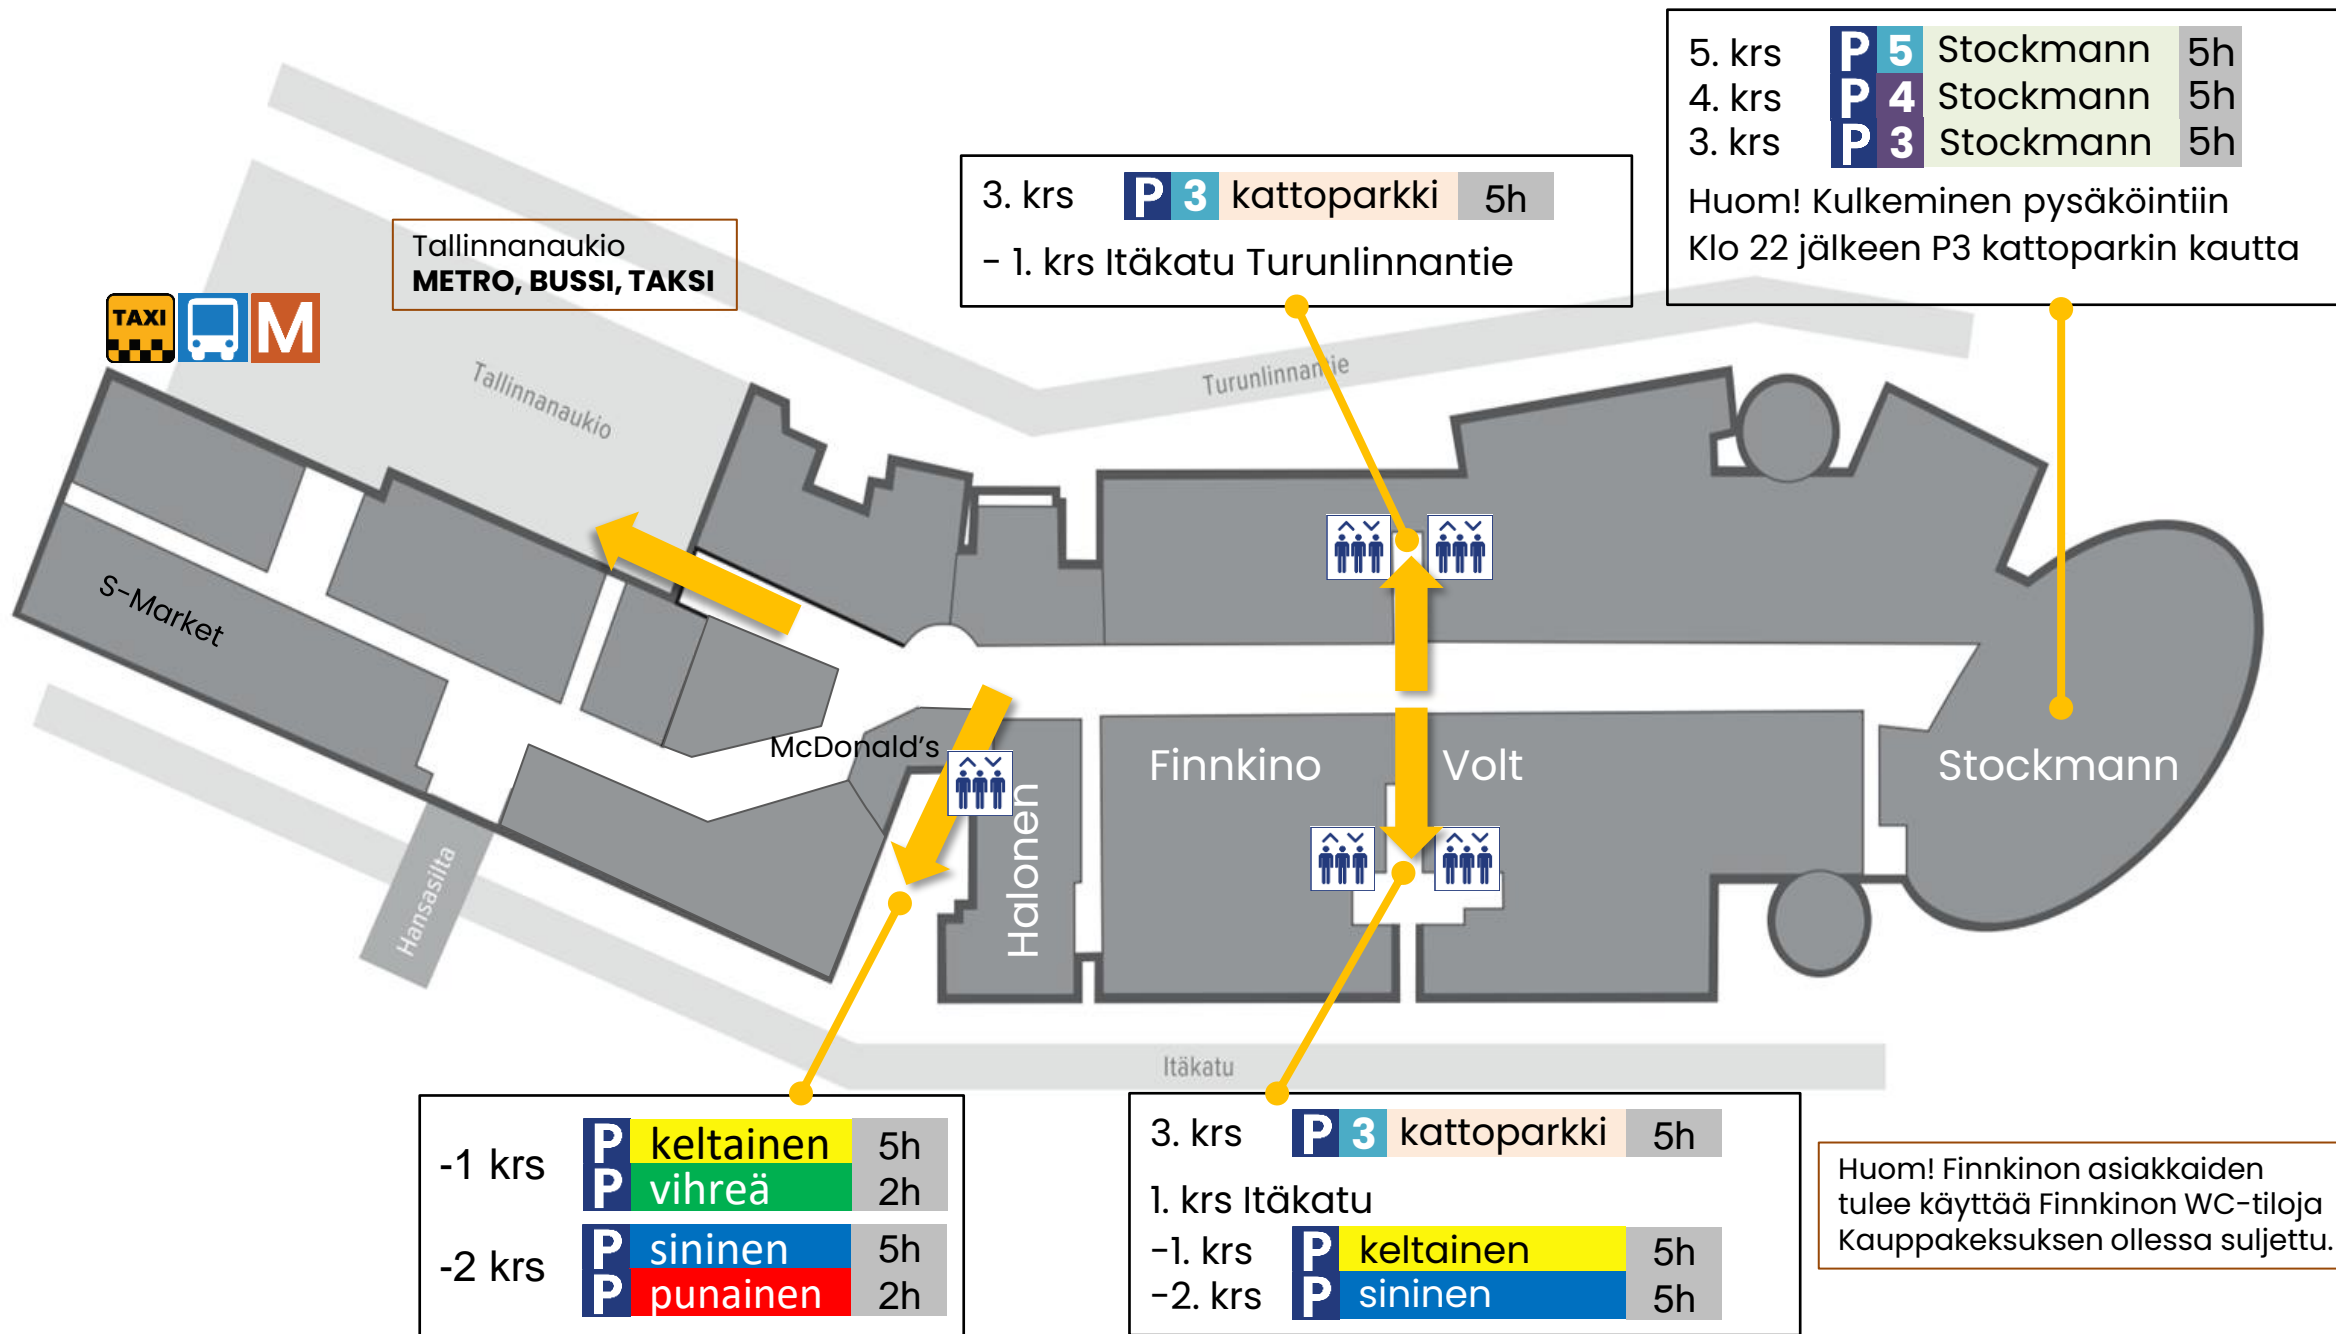 5. krs P 5 Stockmann 5h
4. krs P 4 Stockmann 5h
3. krs P 3 Stockmann 5h
Huom! Kulkeminen pysäköintiin
Klo 22 jälkeen P3 kattoparkin kautta
3. krs P 3 kattoparkki 5h
- 1. krs Itäkatu Turunlinnantie
Tallinnanaukio
METRO, BUSSI, TAKSI
TAXI
M
Tallinnanaukio
Turunlinnantie
S-Market
McDonald's
Halonen
Finnkino
Volt
Stockmann
Hansasilta
Itäkatu
-1 krs
P keltainen 5h
P vihreä 2h
-2 krs
P sininen 5h
P punainen 2h
3. krs P 3 kattoparkki 5h
1. krs Itäkatu
-1. krs P keltainen 5h
-2. krs P sininen 5h
Huom! Finnkinon asiakkaiden
tulee käyttää Finnkinon WC-tiloja
Kauppakeksuksen ollessa suljettu.